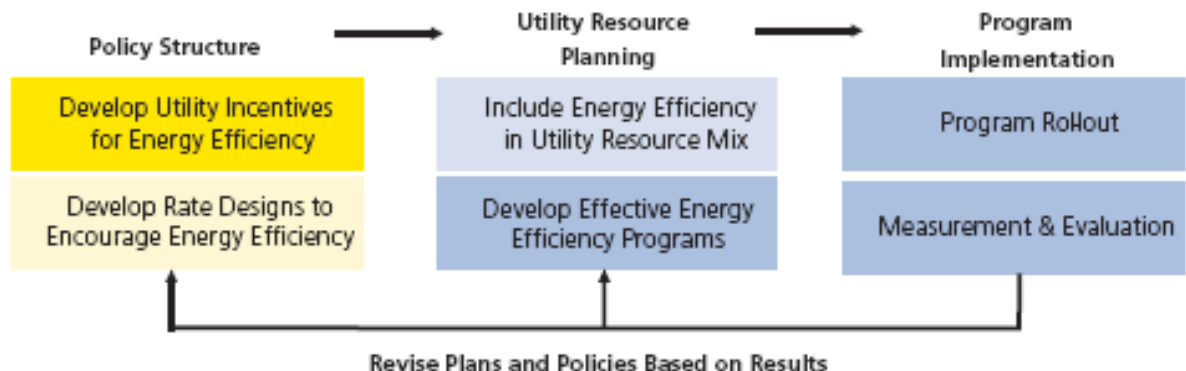 Policy Structure
Utility Resource
Planning
Program
Implementation
Develop Utility Incentives
for Energy Efficiency
Include Energy Efficiency
in Utility Resource Mix
Program Roll-out
Develop Rate Designs to
Encourage Energy Efficiency
Develop Effective Energy
Efficiency Programs
Measurement & Evaluation
Revise Plans and Policies Based on Results